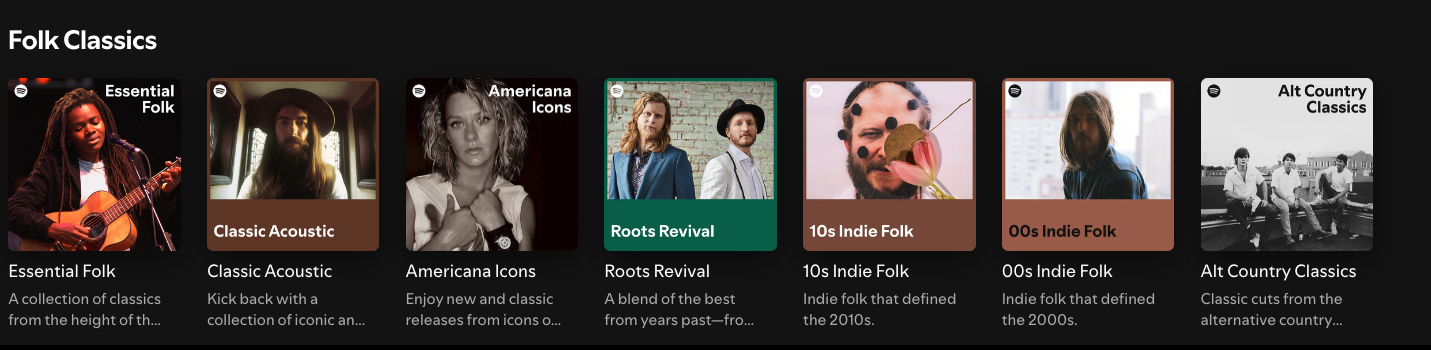 Folk Classics
Essential
Folk
Classic Acoustic
Americana
Icons
Roots Revival
10s Indie Folk
00s Indie Folk
Alt Country
Classics
Essential Folk
A collection of classics
from the height of th...
Classic Acoustic
Kick back with a
collection of iconic an...
Americana Icons
Enjoy new and classic
releases from icons o...
Roots Revival
A blend of the best
from years past—fro...
10s Indie Folk
Indie folk that defined
the 2010s.
00s Indie Folk
Indie folk that defined
the 2000s.
Alt Country Classics
Classic cuts from the
alternative country...